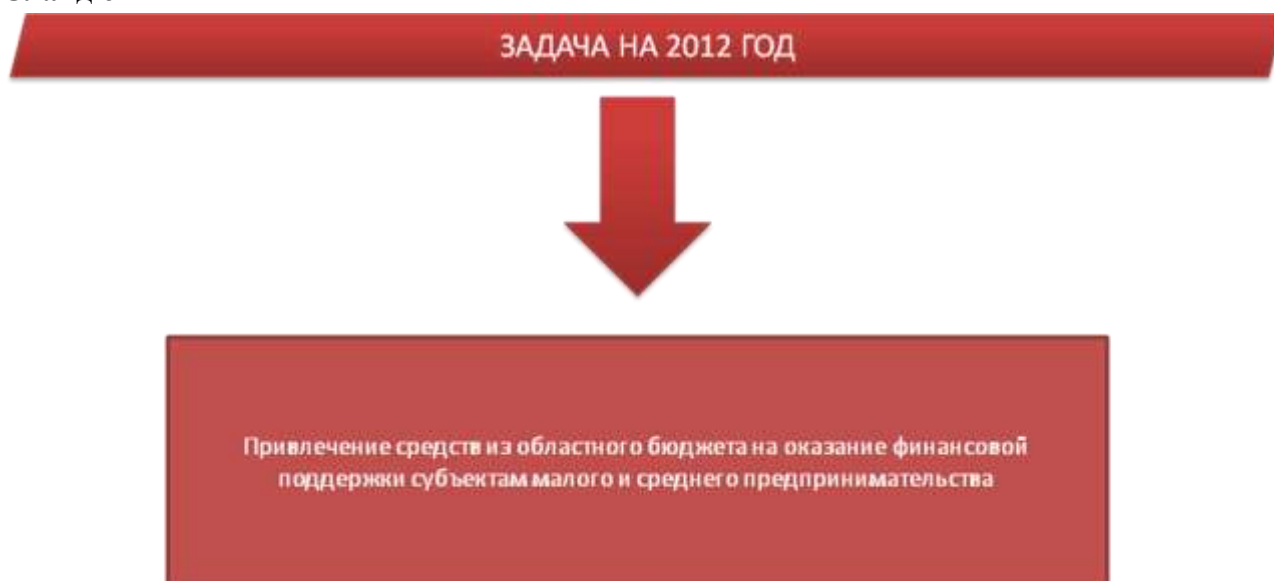 ЗАДАЧА НА 2012 ГОД
Привлечение средств из областного бюджета на оказание финансовой
поддержки субъектам малого и среднего предпринимательства